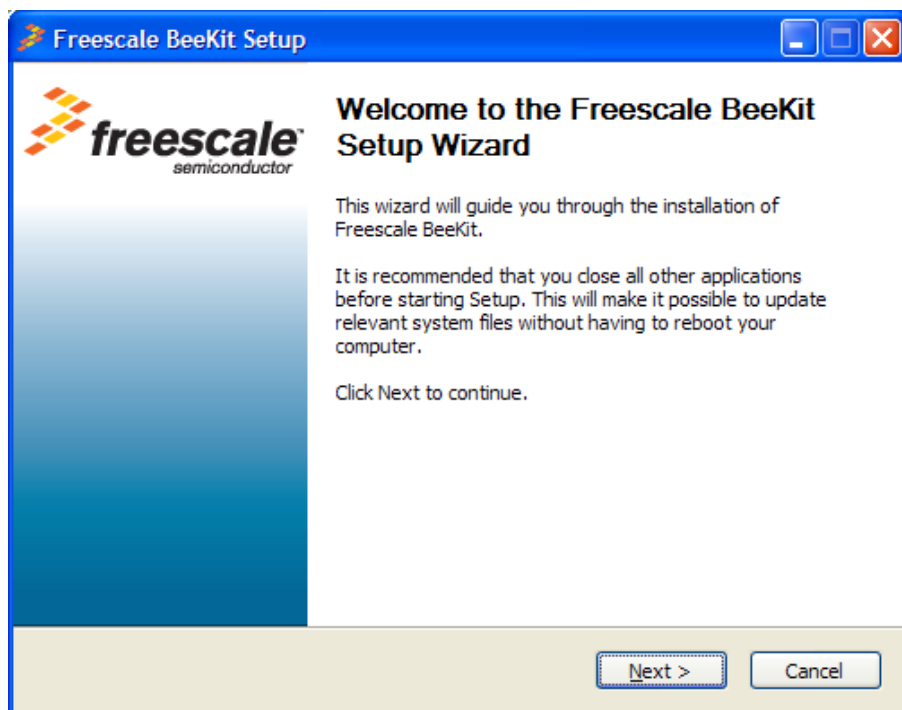 Freescale BeeKit Setup
freescale™
semiconductor
Welcome to the Freescale BeeKit
Setup Wizard
This wizard will guide you through the installation of
Freescale BeeKit.
It is recommended that you close all other applications
before starting Setup. This will make it possible to update
relevant system files without having to reboot your
computer.
Click Next to continue.
Next >
Cancel